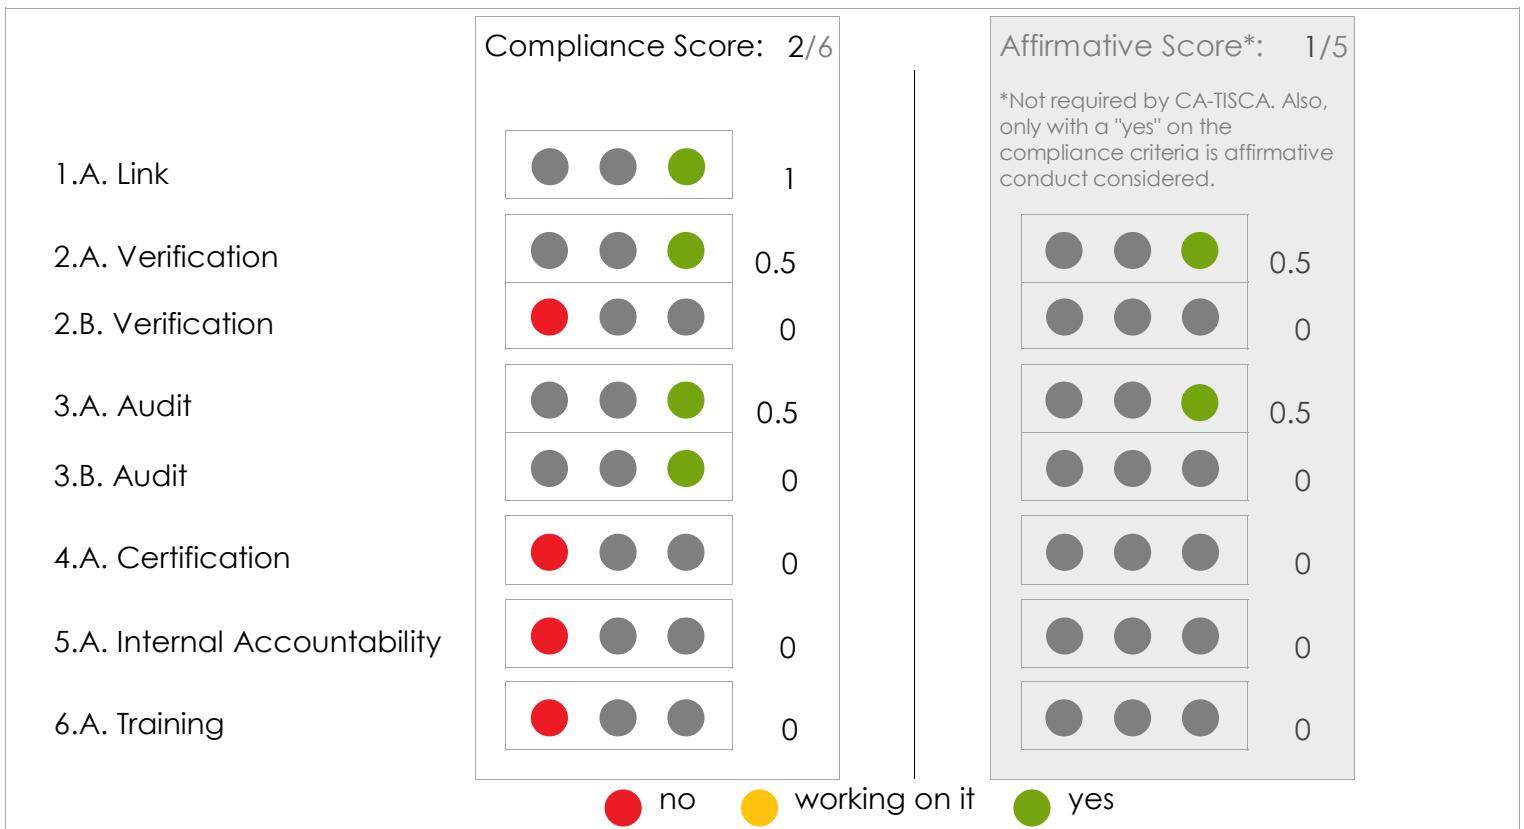 Compliance Score: 2/6
Affirmative Score*: 1/5
*Not required by CA-TISCA. Also,
only with a "yes" on the
compliance criteria is affirmative
conduct considered.
1.A. Link 1
2.A. Verification 0.5 0.5
2.B. Verification 0 0
3.A. Audit 0.5 0.5
3.B. Audit 0 0
4.A. Certification 0 0
5.A. Internal Accountability 0 0
6.A. Training 0 0
no working on it yes